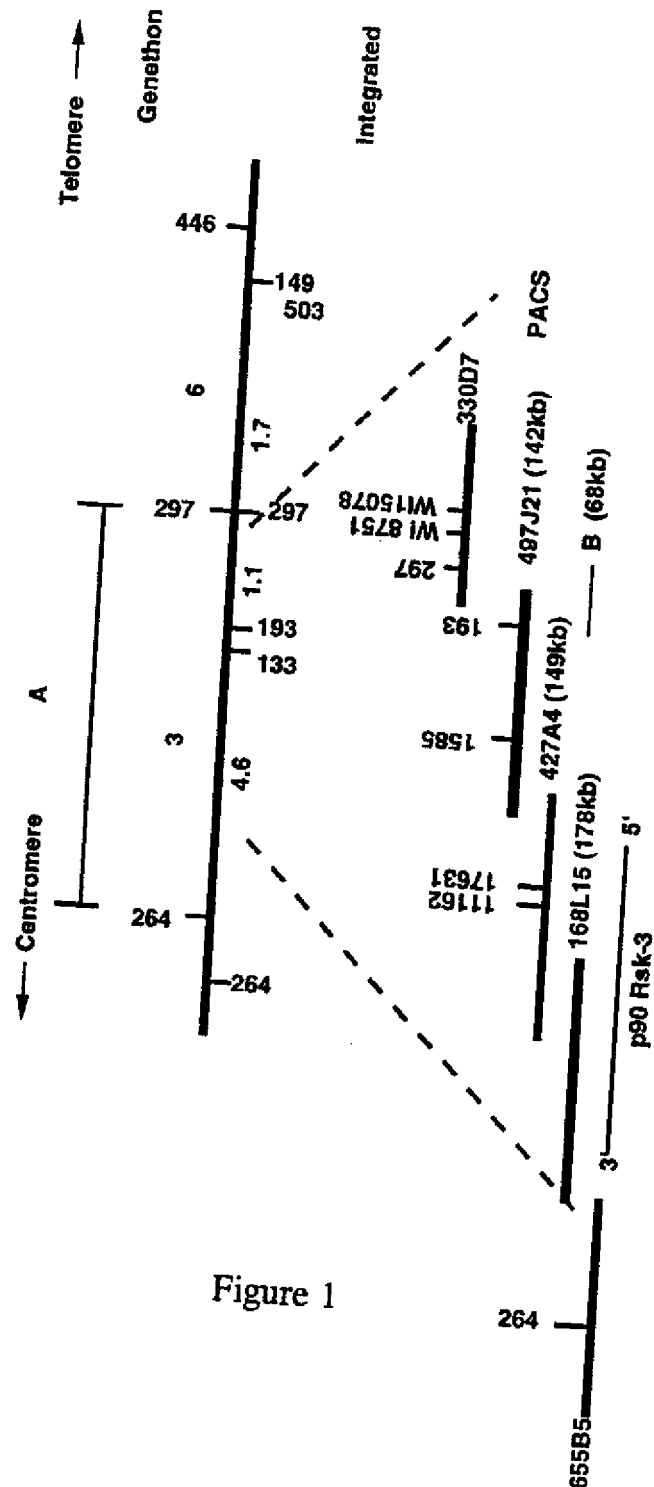 Telomere
Genethon
Integrated
446
149
503
6
1.7
297
297
1.1
193
133
A
3
4.6
264
264
Centromere
PACS
330D7
WI15078
WI 8751
297
497J21 (142kb)
B (68kb)
193
1585
427A4 (149kb)
17631
11162
168L15 (178kb)
5'
p90 Rsk-3
3'
264
655B5
Figure 1